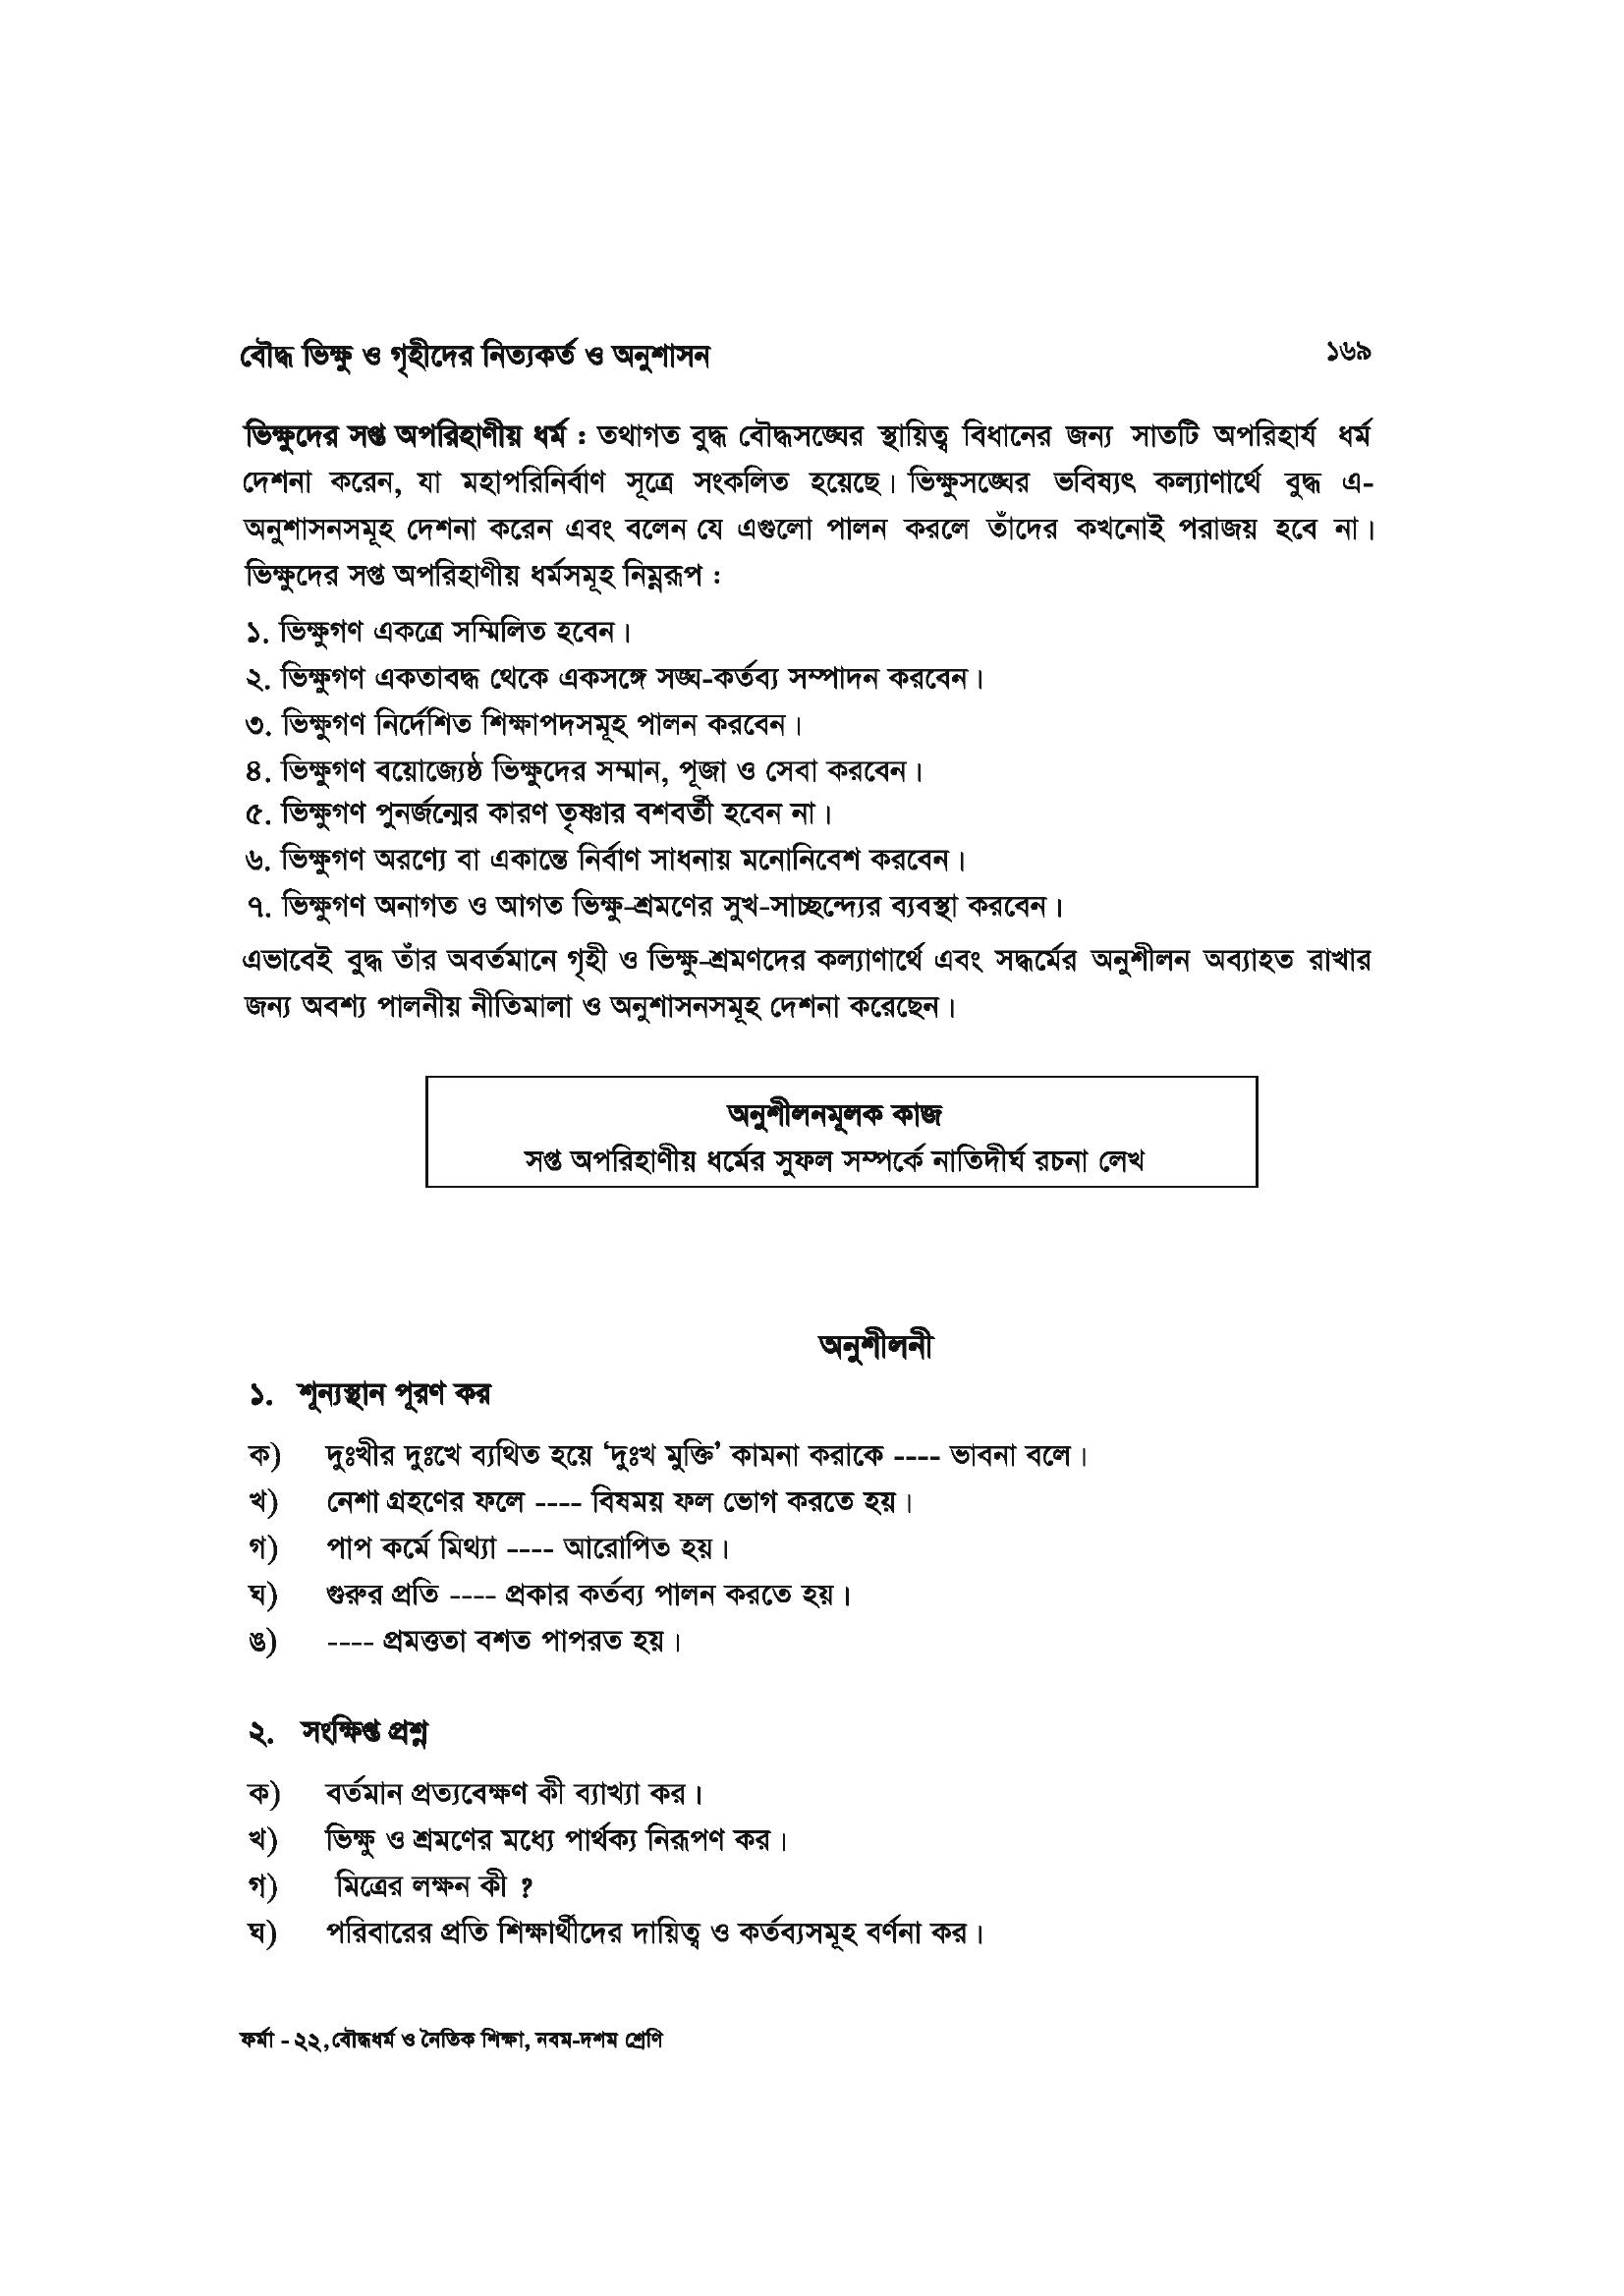 বৌদ্ধ ভিক্ষু ও গৃহীদের নিত্যকর্ত ও অনুশাসন ১৬৯
ভিক্ষুদের সপ্ত অপরিহাণীয় ধর্ম : তথাগত বুদ্ধ বৌদ্ধসঙ্ঘের স্থায়িত্ব বিধানের জন্য সাতটি অপরিহার্য ধর্ম
দেশনা করেন, যা মহাপরিনির্বাণ সূত্রে সংকলিত হয়েছে। ভিক্ষুসঙ্ঘের ভবিষ্যৎ কল্যাণার্থে বুদ্ধ এ-
অনুশাসনসমূহ দেশনা করেন এবং বলেন যে এগুলো পালন করলে তাঁদের কখনোই পরাজয় হবে না।
ভিক্ষুদের সপ্ত অপরিহাণীয় ধর্মসমূহ নিম্নরূপ :
১. ভিক্ষুগণ একত্রে সম্মিলিত হবেন।
২. ভিক্ষুগণ একতাবদ্ধ থেকে একসঙ্গে সঙ্ঘ-কর্তব্য সম্পাদন করবেন।
৩. ভিক্ষুগণ নির্দেশিত শিক্ষাপদসমূহ পালন করবেন।
৪. ভিক্ষুগণ বয়োজ্যেষ্ঠ ভিক্ষুদের সম্মান, পূজা ও সেবা করবেন।
৫. ভিক্ষুগণ পুনর্জন্মের কারণ তৃষ্ণার বশবর্তী হবেন না।
৬. ভিক্ষুগণ অরণ্যে বা একান্তে নির্বাণ সাধনায় মনোনিবেশ করবেন।
৭. ভিক্ষুগণ অনাগত ও আগত ভিক্ষু-শ্রমণের সুখ-সাচ্ছন্দ্যের ব্যবস্থা করবেন।
এভাবেই বুদ্ধ তাঁর অবর্তমানে গৃহী ও ভিক্ষু-শ্রমণদের কল্যাণার্থে এবং সদ্ধর্মের অনুশীলন অব্যাহত রাখার
জন্য অবশ্য পালনীয় নীতিমালা ও অনুশাসনসমূহ দেশনা করেছেন।
অনুশীলনমূলক কাজ
সপ্ত অপরিহাণীয় ধর্মের সুফল সম্পর্কে নাতিদীর্ঘ রচনা লেখ
অনুশীলনী
১. শূন্যস্থান পূরণ কর
ক) দুঃখীর দুঃখে ব্যথিত হয়ে ‘দুঃখ মুক্তি’ কামনা করাকে ---- ভাবনা বলে।
খ) নেশা গ্রহণের ফলে ---- বিষময় ফল ভোগ করতে হয়।
গ) পাপ কর্মে মিথ্যা ---- আরোপিত হয়।
ঘ) গুরুর প্রতি ---- প্রকার কর্তব্য পালন করতে হয়।
ঙ) ---- প্রমত্ততা বশত পাপরত হয়।
২. সংক্ষিপ্ত প্রশ্ন
ক) বর্তমান প্রত্যবেক্ষণ কী ব্যাখ্যা কর।
খ) ভিক্ষু ও শ্রমণের মধ্যে পার্থক্য নিরূপণ কর।
গ) মিত্রের লক্ষন কী ?
ঘ) পরিবারের প্রতি শিক্ষার্থীদের দায়িত্ব ও কর্তব্যসমূহ বর্ণনা কর।
ফর্মা - ২২, বৌদ্ধধর্ম ও নৈতিক শিক্ষা, নবম-দশম শ্রেণি